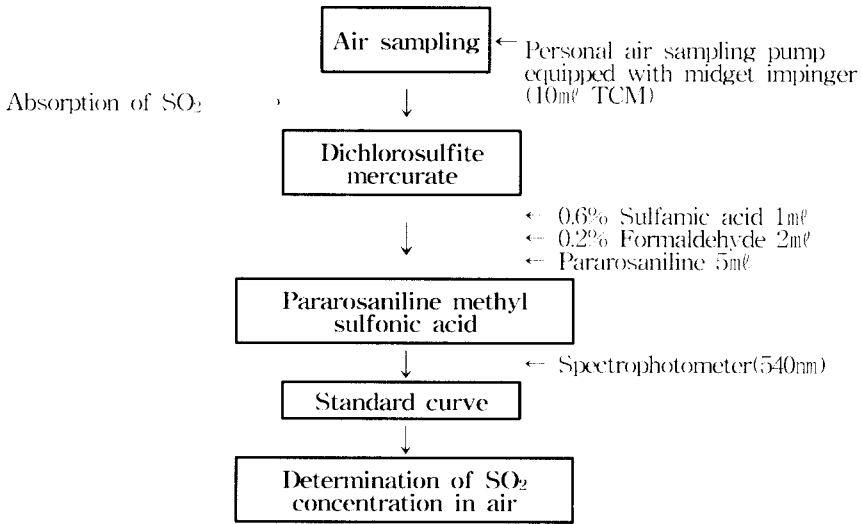 Air sampling
← Personal air sampling pump
equipped with midget impinger
(10㎖ TCM)
Absorption of SO₂
Dichlorosulfite
mercurate
← 0.6% Sulfamic acid 1㎖
← 0.2% Formaldehyde 2㎖
← Pararosaniline 5㎖
Pararosaniline methyl
sulfonic acid
← Spectrophotometer(540nm)
Standard curve
Determination of SO₂
concentration in air